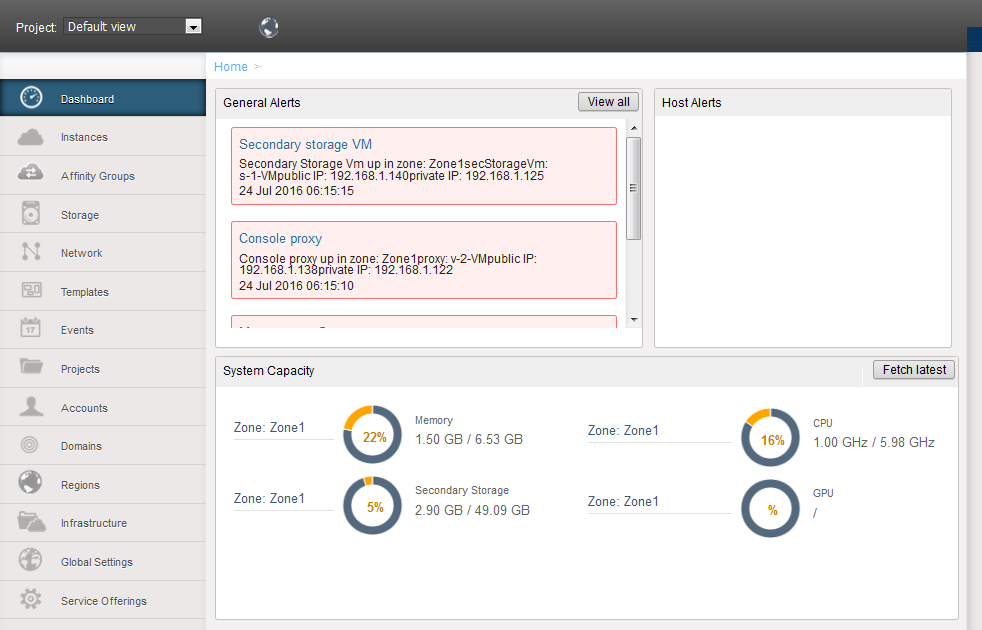 Project: Default view
Home >
Dashboard
Instances
Affinity Groups
Storage
Network
Templates
17
Events
Projects
Accounts
Domains
Regions
Infrastructure
Global Settings
Service Offerings
General Alerts
View all
Secondary storage VM
Secondary Storage Vm up in zone: Zone1secStorageVm:
s-1-VMpublic IP: 192.168.1.140private IP: 192.168.1.125
24 Jul 2016 06:15:15
Console proxy
Console proxy up in zone: Zone1proxy: v-2-VMpublic IP:
192.168.1.138private IP: 192.168.1.122
24 Jul 2016 06:15:10
Host Alerts
System Capacity
Fetch latest
Zone: Zone1
22%
Memory
1.50 GB / 6.53 GB
Zone: Zone1
16%
CPU
1.00 GHz / 5.98 GHz
Zone: Zone1
5%
Secondary Storage
2.90 GB / 49.09 GB
Zone: Zone1
%
GPU
/